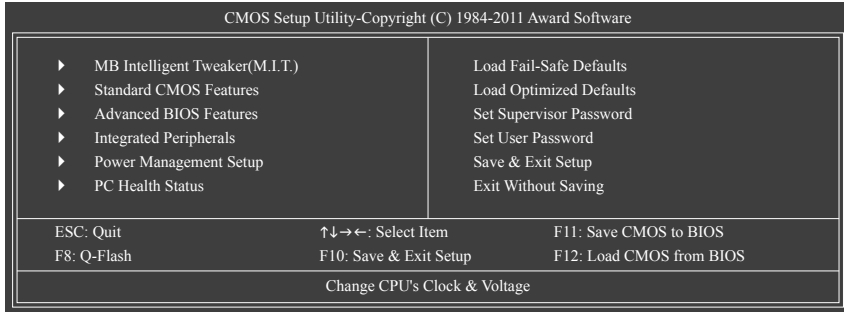 CMOS Setup Utility-Copyright (C) 1984-2011 Award Software
MB Intelligent Tweaker(M.I.T.)
Standard CMOS Features
Advanced BIOS Features
Integrated Peripherals
Power Management Setup
PC Health Status
Load Fail-Safe Defaults
Load Optimized Defaults
Set Supervisor Password
Set User Password
Save & Exit Setup
Exit Without Saving
ESC: Quit ↑↓→←: Select Item F11: Save CMOS to BIOS
F8: Q-Flash F10: Save & Exit Setup F12: Load CMOS from BIOS
Change CPU's Clock & Voltage